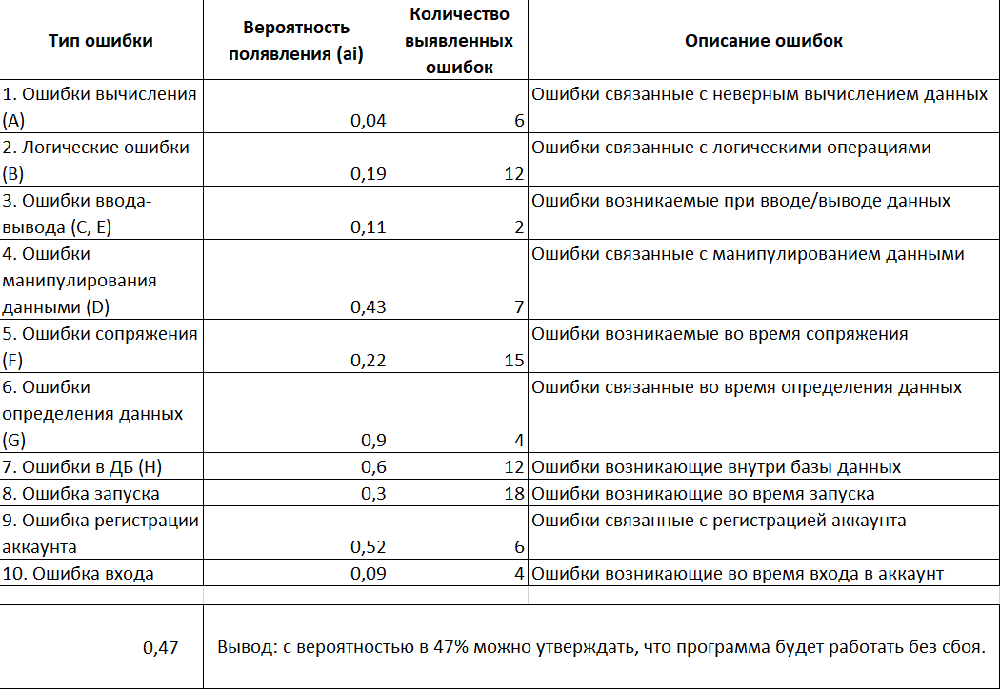 Тип ошибки
Вероятность
полявления (ai)
Количество
выявленных
ошибок
Описание ошибок
1. Ошибки вычисления
(A)
0,04
6
Ошибки связанные с неверным вычислением данных
2. Логические ошибки
(B)
0,19
12
Ошибки связанные с логическими операциями
3. Ошибки ввода-
вывода (C, E)
0,11
2
Ошибки возникаемые при вводе/выводе данных
4. Ошибки
манипулирования
данными (D)
0,43
7
Ошибки связанные с манипулированием данными
5. Ошибки сопряжения
(F)
0,22
15
Ошибки возникаемые во время сопряжения
6. Ошибки
определения данных
(G)
0,9
4
Ошибки связанные во время определения данных
7. Ошибки в ДБ (H)
0,6
12
Ошибки возникающие внутри базы данных
8. Ошибка запуска
0,3
18
Ошибки возникающие во время запуска
9. Ошибка регистрации
аккаунта
0,52
6
Ошибки связанные с регистрацией аккаунта
10. Ошибка входа
0,09
4
Ошибки возникающие во время входа в аккаунт
0,47
Вывод: с вероятностью в 47% можно утверждать, что программа будет работать без сбоя.